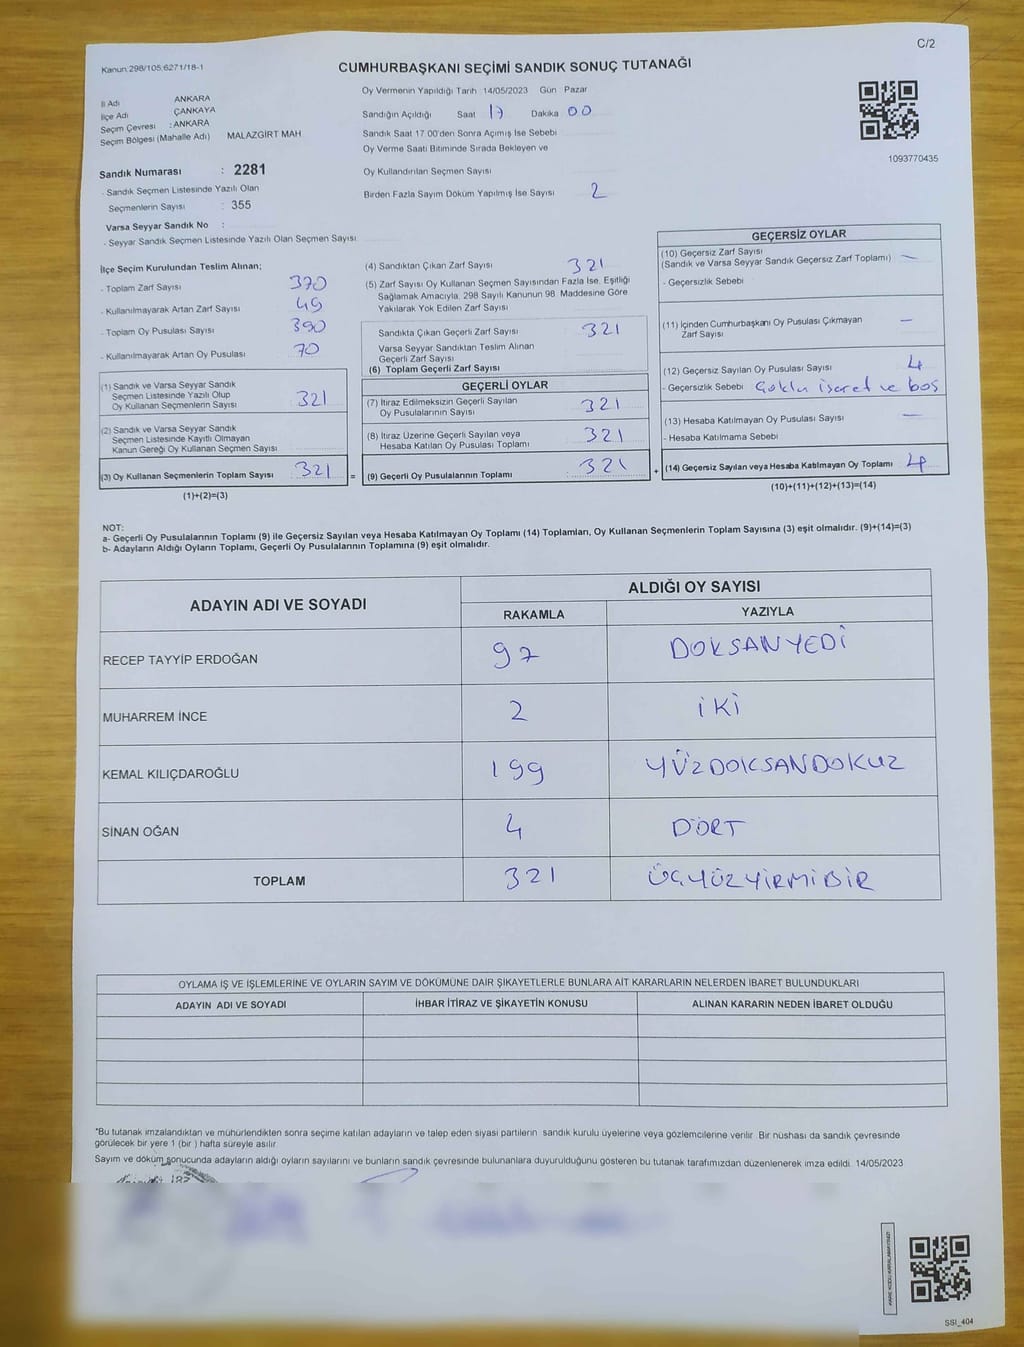 C/2
Kanun:298/105;6271/18-1
CUMHURBAŞKANI SEÇİMİ SANDIK SONUÇ TUTANAĞI
İl Adı ANKARA
İlçe Adı ÇANKAYA
Seçim Çevresi : ANKARA
Seçim Bölgesi (Mahalle Adı) MALAZGİRT MAH.
Oy Vermenin Yapıldığı Tarih 14/05/2023 Gün Pazar
Sandığın Açıldığı Saat 17 Dakika 00
Sandık Saat 17:00'den Sonra Açımış İse Sebebi
Oy Verme Saati Bitiminde Sırada Bekleyen ve
Oy Kullandırılan Seçmen Sayısı
Birden Fazla Sayım Döküm Yapılmış İse Sayısı 2
1093770435
Sandık Numarası : 2281
- Sandık Seçmen Listesinde Yazılı Olan
Seçmenlerin Sayısı : 355
Varsa Seyyar Sandık No :
- Seyyar Sandık Seçmen Listesinde Yazılı Olan Seçmen Sayısı
İlçe Seçim Kurulundan Teslim Alınan;
- Toplam Zarf Sayısı 370
- Kullanılmayarak Artan Zarf Sayısı 49
- Toplam Oy Pusulası Sayısı 390
- Kullanılmayarak Artan Oy Pusulası 70
(1) Sandık ve Varsa Seyyar Sandık
Seçmen Listesinde Yazılı Olup
Oy Kullanan Seçmenlerin Sayısı 321
(2) Sandık ve Varsa Seyyar Sandık
Seçmen Listesinde Kayıtlı Olmayan
Kanun Gereği Oy Kullanan Seçmen Sayısı
(3) Oy Kullanan Seçmenlerin Toplam Sayısı 321 =
(1)+(2)=(3)
(4) Sandıktan Çıkan Zarf Sayısı 321
(5) Zarf Sayısı Oy Kullanan Seçmen Sayısından Fazla İse, Eşitliği
Sağlamak Amacıyla, 298 Sayılı Kanunun 98. Maddesine Göre
Yakılarak Yok Edilen Zarf Sayısı
Sandıkta Çıkan Geçerli Zarf Sayısı 321
Varsa Seyyar Sandıktan Teslim Alınan
Geçerli Zarf Sayısı
(6) Toplam Geçerli Zarf Sayısı
GEÇERLİ OYLAR
(7) İtiraz Edilmeksizin Geçerli Sayılan
Oy Pusulalarının Sayısı 321
(8) İtiraz Üzerine Geçerli Sayılan veya
Hesaba Katılan Oy Pusulası Toplamı 321
(9) Geçerli Oy Pusulalarının Toplamı 321 +
GEÇERSİZ OYLAR
(10) Geçersiz Zarf Sayısı
(Sandık ve Varsa Seyyar Sandık Geçersiz Zarf Toplamı) —
- Geçersizlik Sebebi
(11) İçinden Cumhurbaşkanı Oy Pusulası Çıkmayan
Zarf Sayısı —
(12) Geçersiz Sayılan Oy Pusulası Sayısı 4
- Geçersizlik Sebebi Çoklu işaret ve boş
(13) Hesaba Katılmayan Oy Pusulası Sayısı —
- Hesaba Katılmama Sebebi
(14) Geçersiz Sayılan veya Hesaba Katılmayan Oy Toplamı 4
(10)+(11)+(12)+(13)=(14)
NOT:
a- Geçerli Oy Pusulalarının Toplamı (9) ile Geçersiz Sayılan veya Hesaba Katılmayan Oy Toplamı (14) Toplamları, Oy Kullanan Seçmenlerin Toplam Sayısına (3) eşit olmalıdır. (9)+(14)=(3)
b- Adayların Aldığı Oyların Toplamı, Geçerli Oy Pusulalarının Toplamına (9) eşit olmalıdır.
ADAYIN ADI VE SOYADI ALDIĞI OY SAYISI
RAKAMLA YAZIYLA
RECEP TAYYİP ERDOĞAN 97 DOKSANYEDİ
MUHARREM İNCE 2 İKİ
KEMAL KILIÇDAROĞLU 199 YÜZDOKSANDOKUZ
SİNAN OĞAN 4 DÖRT
TOPLAM 321 ÜÇYÜZYİRMİBİR
OYLAMA İŞ VE İŞLEMLERİNE VE OYLARIN SAYIM VE DÖKÜMÜNE DAİR ŞİKAYETLERLE BUNLARA AİT KARARLARIN NELERDEN İBARET BULUNDUKLARI
ADAYIN ADI VE SOYADI İHBAR İTİRAZ VE ŞİKAYETİN KONUSU ALINAN KARARIN NEDEN İBARET OLDUĞU
"Bu tutanak imzalandıktan ve mühürlendikten sonra seçime katılan adayların ve talep eden siyasi partilerin sandık kurulu üyelerine veya gözlemcilerine verilir. Bir nüshası da sandık çevresinde
görülecek bir yere 1 (bir ) hafta süreyle asılır
Sayım ve döküm sonucunda adayların aldığı oyların sayılarını ve bunların sandık çevresinde bulunanlara duyurulduğunu gösteren bu tutanak tarafımızdan düzenlenerek imza edildi. 14/05/2023
KARE KODU KARALAMAYINIZ!
SSI_404